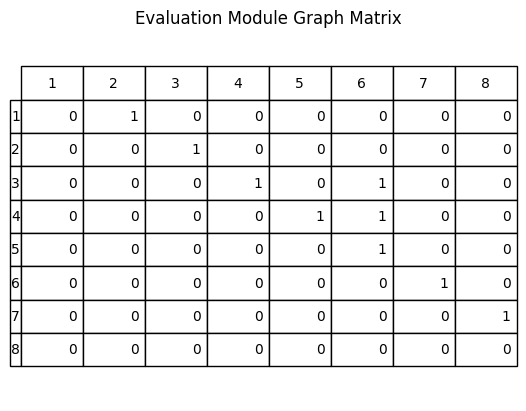 Evaluation Module Graph Matrix
1 2 3 4 5 6 7 8
1 0 1 0 0 0 0 0 0
2 0 0 1 0 0 0 0 0
3 0 0 0 1 0 1 0 0
4 0 0 0 0 1 1 0 0
5 0 0 0 0 0 1 0 0
6 0 0 0 0 0 0 1 0
7 0 0 0 0 0 0 0 1
8 0 0 0 0 0 0 0 0